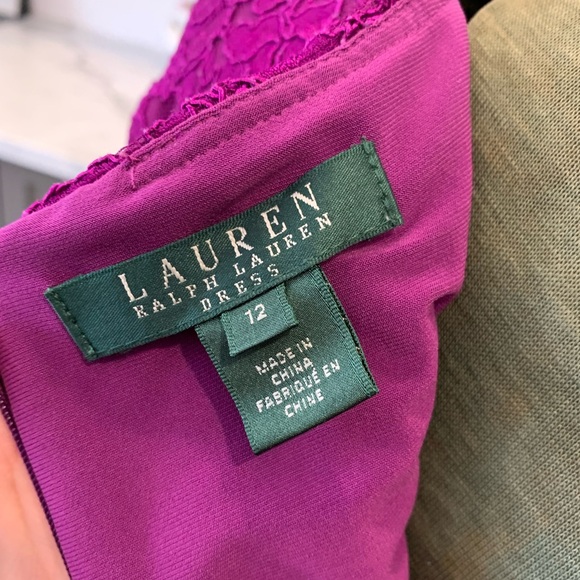 LAUREN
RALPH LAUREN
DRESS
12
MADE IN
CHINA
FABRIQUÉ EN
CHINE